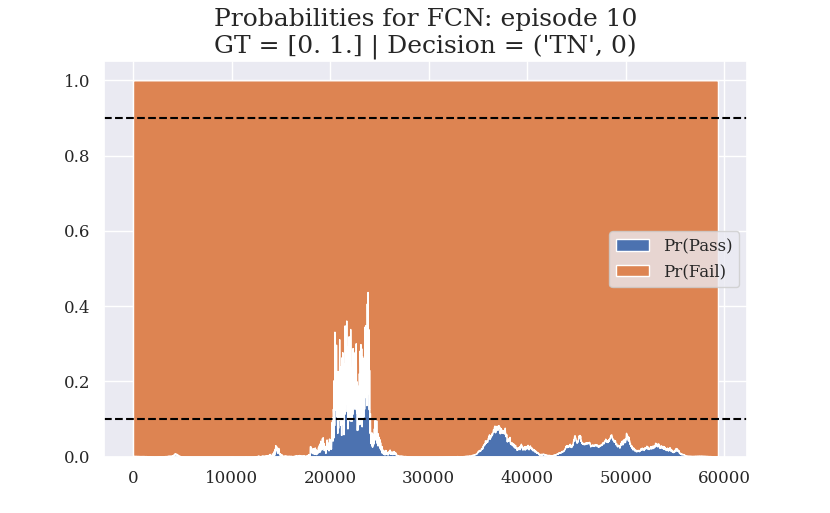 Probabilities for FCN: episode 10
GT = [0. 1.] | Decision = ('TN', 0)
1.0
0.8
0.6
0.4
0.2
0.0
Pr(Pass)
Pr(Fail)
0 10000 20000 30000 40000 50000 60000